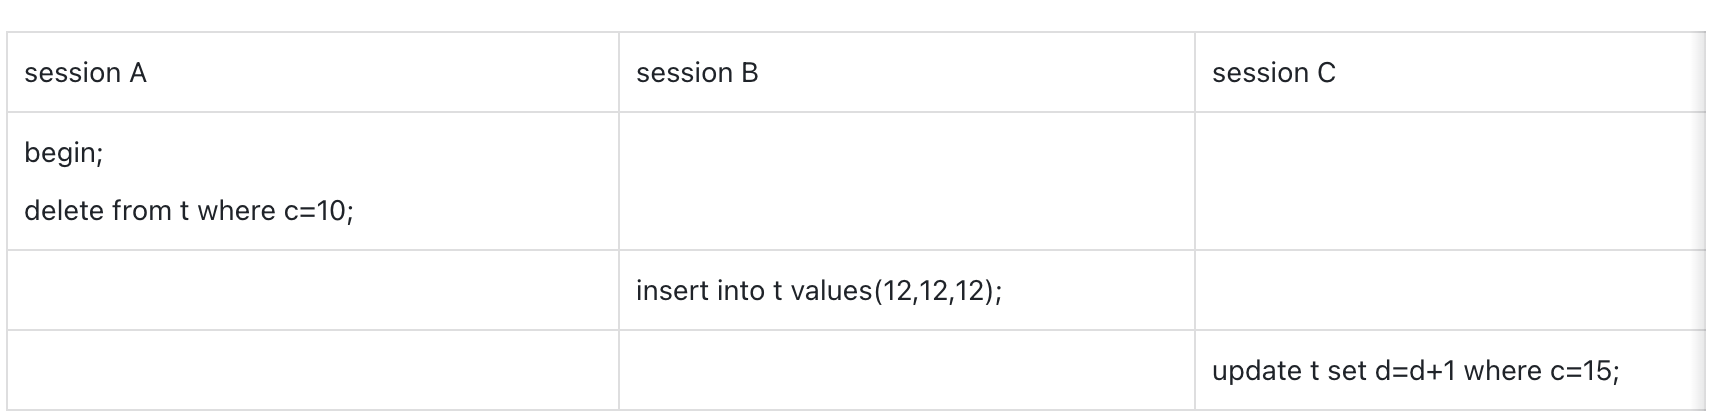 session A
session B
session C
begin;
delete from t where c=10;
insert into t values(12,12,12);
update t set d=d+1 where c=15;